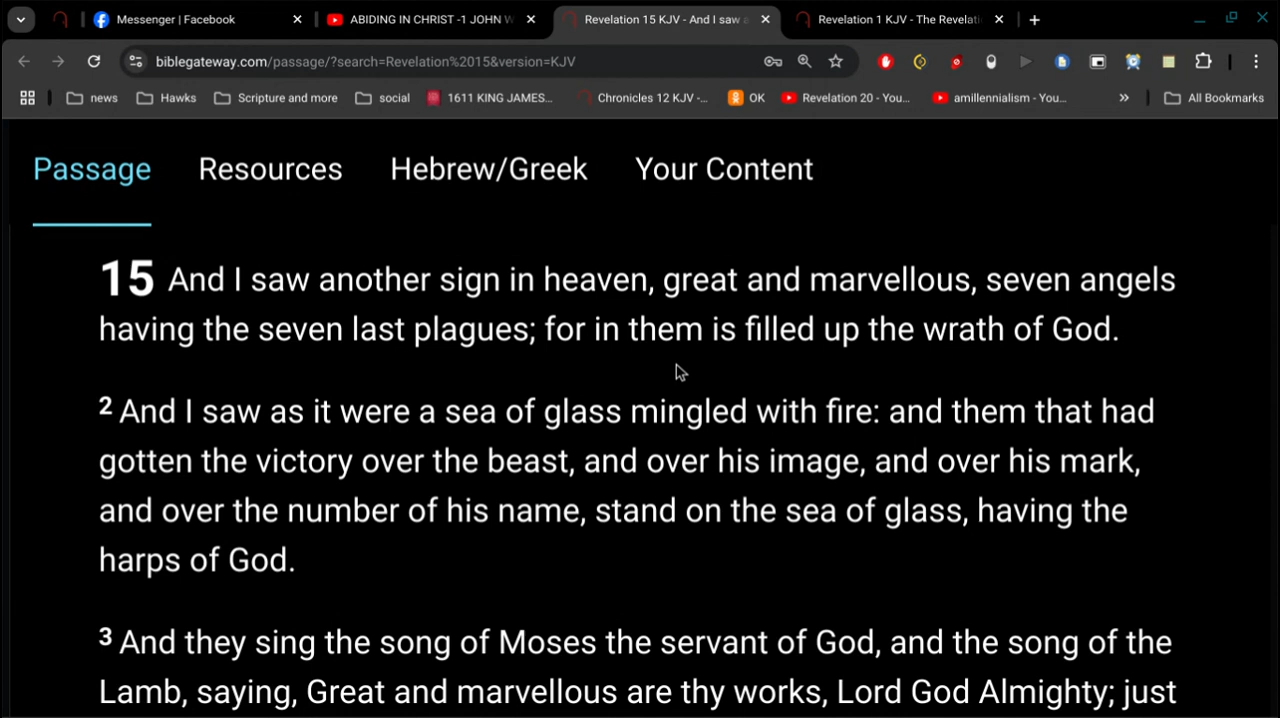 Messenger | Facebook
ABIDING IN CHRIST -1 JOHN W
Revelation 15 KJV - And I saw a
Revelation 1 KJV - The Revelati
biblegateway.com/passage/?search=Revelation%2015&version=KJV
news
Hawks
Scripture and more
social
1611 KING JAMES...
Chronicles 12 KJV -...
OK
Revelation 20 - You...
amillennialism - You...
» All Bookmarks
Passage Resources Hebrew/Greek Your Content
15 And I saw another sign in heaven, great and marvellous, seven angels
having the seven last plagues; for in them is filled up the wrath of God.
2 And I saw as it were a sea of glass mingled with fire: and them that had
gotten the victory over the beast, and over his image, and over his mark,
and over the number of his name, stand on the sea of glass, having the
harps of God.
3 And they sing the song of Moses the servant of God, and the song of the
Lamb, saying, Great and marvellous are thy works, Lord God Almighty; just